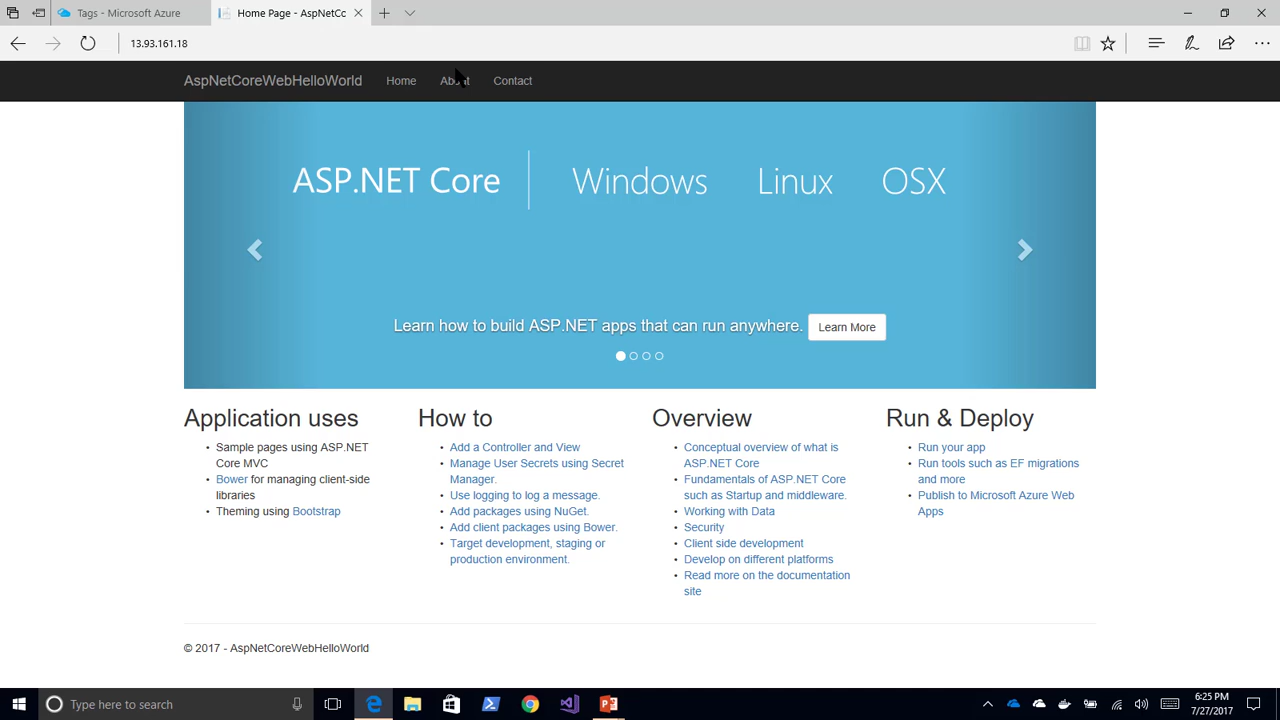 Tags - Microsoft Azure
Home Page - AspNetCc
13.93.161.18
AspNetCoreWebHelloWorld
Home
About
Contact
ASP.NET Core
Windows
Linux
OSX
Learn how to build ASP.NET apps that can run anywhere.
Learn More
Application uses
Sample pages using ASP.NET
Core MVC
Bower for managing client-side
libraries
Theming using Bootstrap
How to
Add a Controller and View
Manage User Secrets using Secret
Manager.
Use logging to log a message.
Add packages using NuGet.
Add client packages using Bower.
Target development, staging or
production environment.
Overview
Conceptual overview of what is
ASP.NET Core
Fundamentals of ASP.NET Core
such as Startup and middleware.
Working with Data
Security
Client side development
Develop on different platforms
Read more on the documentation
site
Run & Deploy
Run your app
Run tools such as EF migrations
and more
Publish to Microsoft Azure Web
Apps
© 2017 - AspNetCoreWebHelloWorld
Type here to search
6:25 PM
7/27/2017